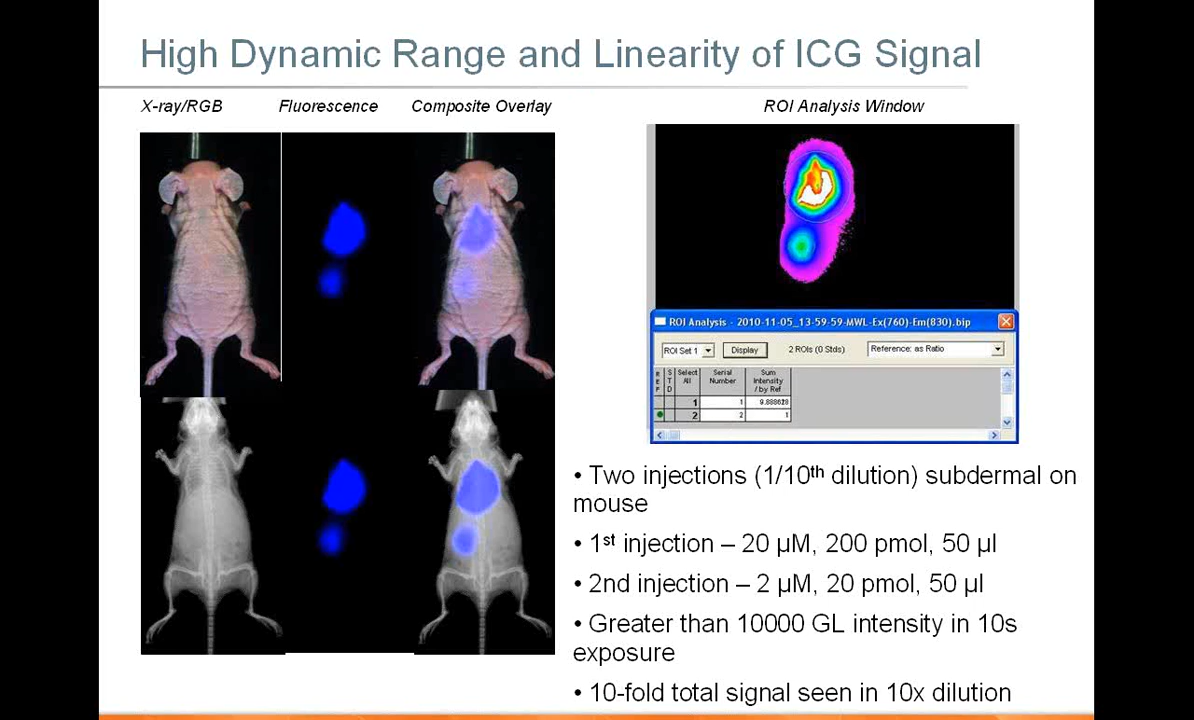 High Dynamic Range and Linearity of ICG Signal
X-ray/RGB
Fluorescence
Composite Overlay
ROI Analysis Window
ROI Analysis - 2010-11-05_13-59-59-MWL-Ex(760)-Em(830).bip
ROI Set 1
Display
2 ROIs (0 Stds)
Reference: as Ratio
REF
STD
Select All
Serial Number
Sum Intensity / by Ref
1 1 9.888628
2 2 1
• Two injections (1/10th dilution) subdermal on
mouse
• 1st injection – 20 µM, 200 pmol, 50 µl
• 2nd injection – 2 µM, 20 pmol, 50 µl
• Greater than 10000 GL intensity in 10s
exposure
• 10-fold total signal seen in 10x dilution